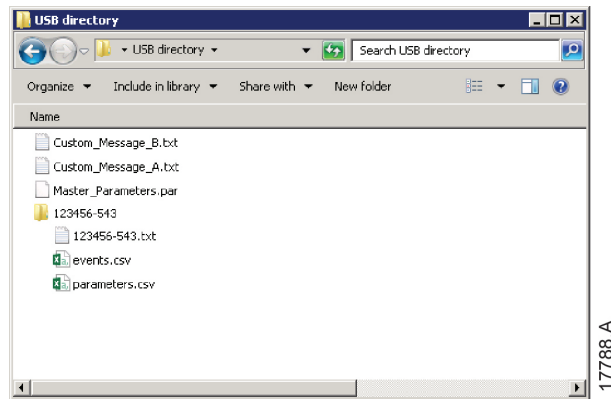 USB directory
USB directory
Search USB directory
Organize Include in library Share with New folder
Name
Custom_Message_B.txt
Custom_Message_A.txt
Master_Parameters.par
123456-543
123456-543.txt
events.csv
parameters.csv
17788 A